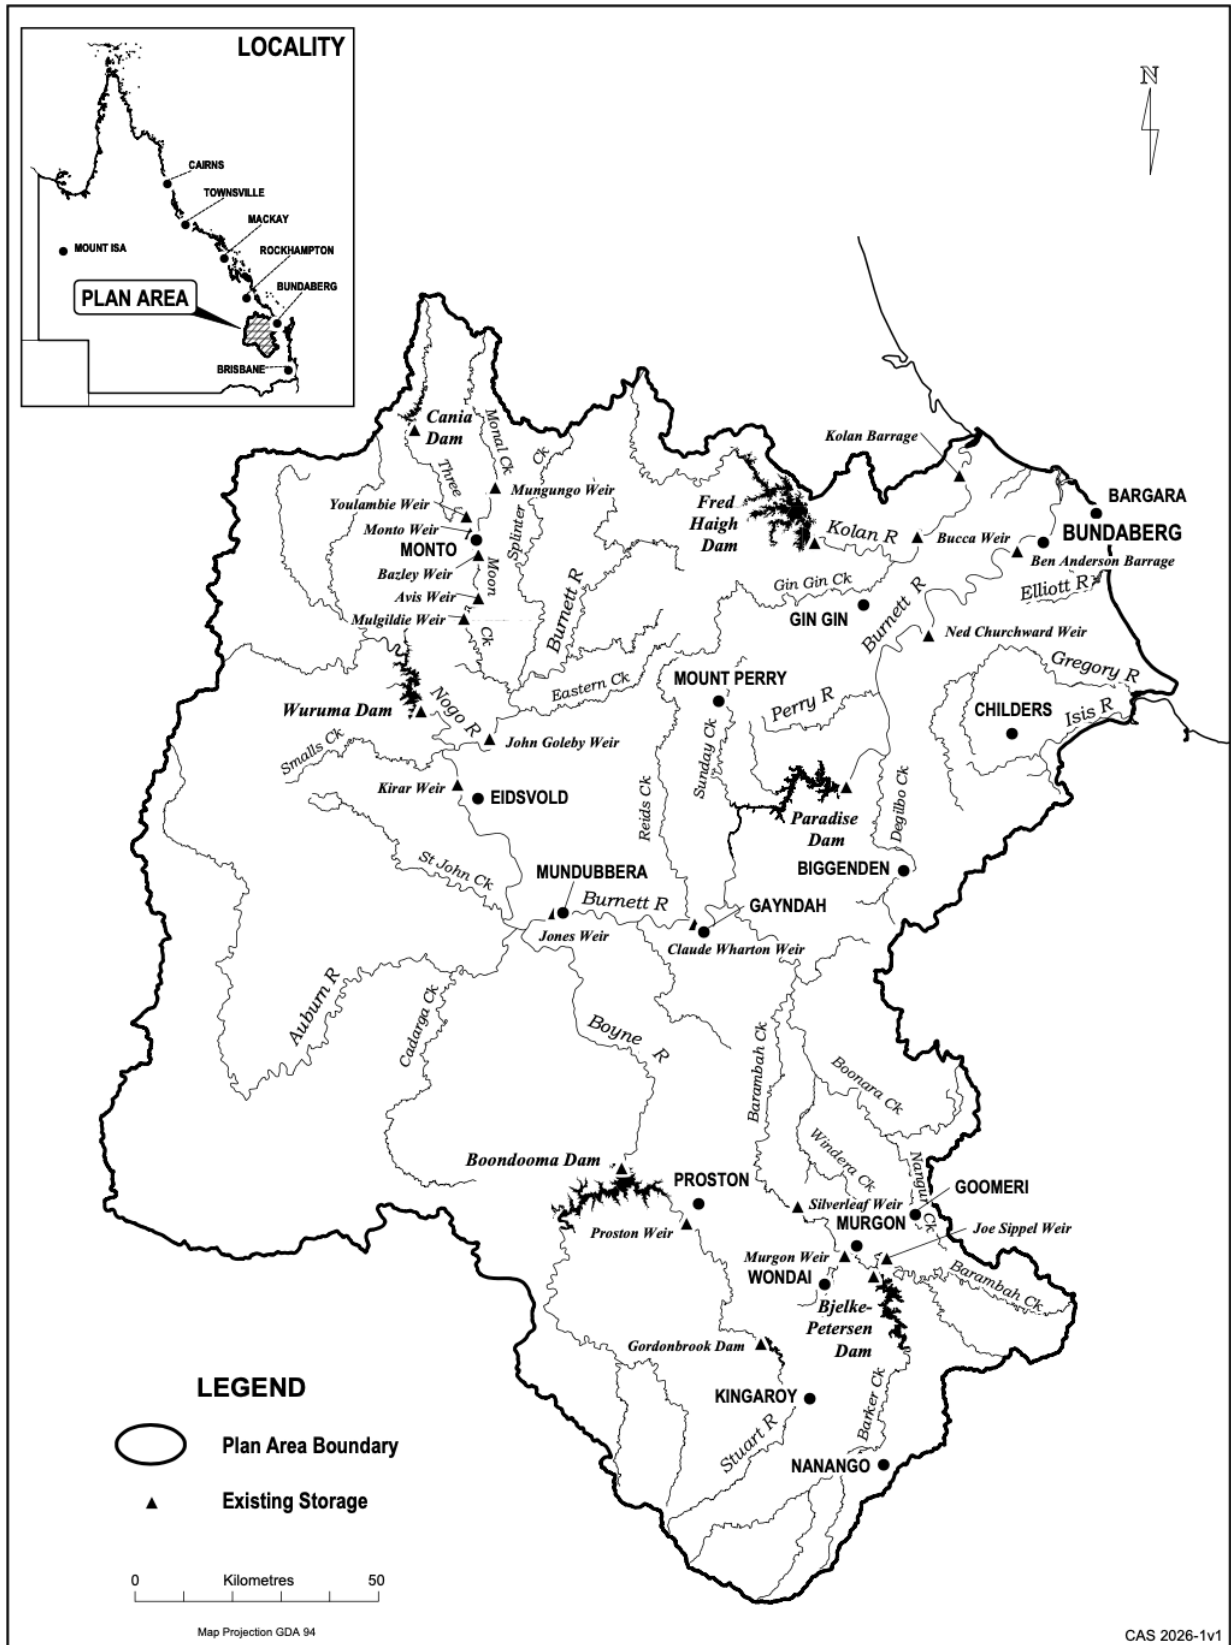 LOCALITY
CAIRNS
TOWNSVILLE
MACKAY
MOUNT ISA
ROCKHAMPTON
BUNDABERG
PLAN AREA
BRISBANE
N
Cania
Dam
Monal Ck
Ck
Splinter
Three
Moon
Ck
Mungungo Weir
Youlambie Weir
Monto Weir
MONTO
Bazley Weir
Avis Weir
Mulgildie Weir
Burnett R
Kolan Barrage
Fred
Haigh
Dam
Kolan R
Bucca Weir
BARGARA
BUNDABERG
Ben Anderson Barrage
Elliott R
Gin Gin Ck
GIN GIN
Burnett R
Ned Churchward Weir
Gregory R
Eastern Ck
MOUNT PERRY
Perry R
CHILDERS
Isis R
Wuruma Dam
Nogo R
John Goleby Weir
Smalls Ck
Sunday Ck
Kirar Weir
EIDSVOLD
Reids Ck
Paradise
Dam
Degilbo Ck
BIGGENDEN
St John Ck
MUNDUBBERA
Burnett R
GAYNDAH
Jones Weir
Claude Wharton Weir
Auburn R
Cadarga Ck
Boyne R
Barambah Ck
Boonara Ck
Windera Ck
Nangur Ck
Boondooma Dam
PROSTON
GOOMERI
Silverleaf Weir
MURGON
Proston Weir
Joe Sippel Weir
Murgon Weir
WONDAI
Barambah Ck
Bjelke-
Petersen
Dam
Gordonbrook Dam
KINGAROY
Barker Ck
Stuart R
NANANGO
LEGEND
Plan Area Boundary
Existing Storage
0 Kilometres 50
Map Projection GDA 94
CAS 2026-1v1